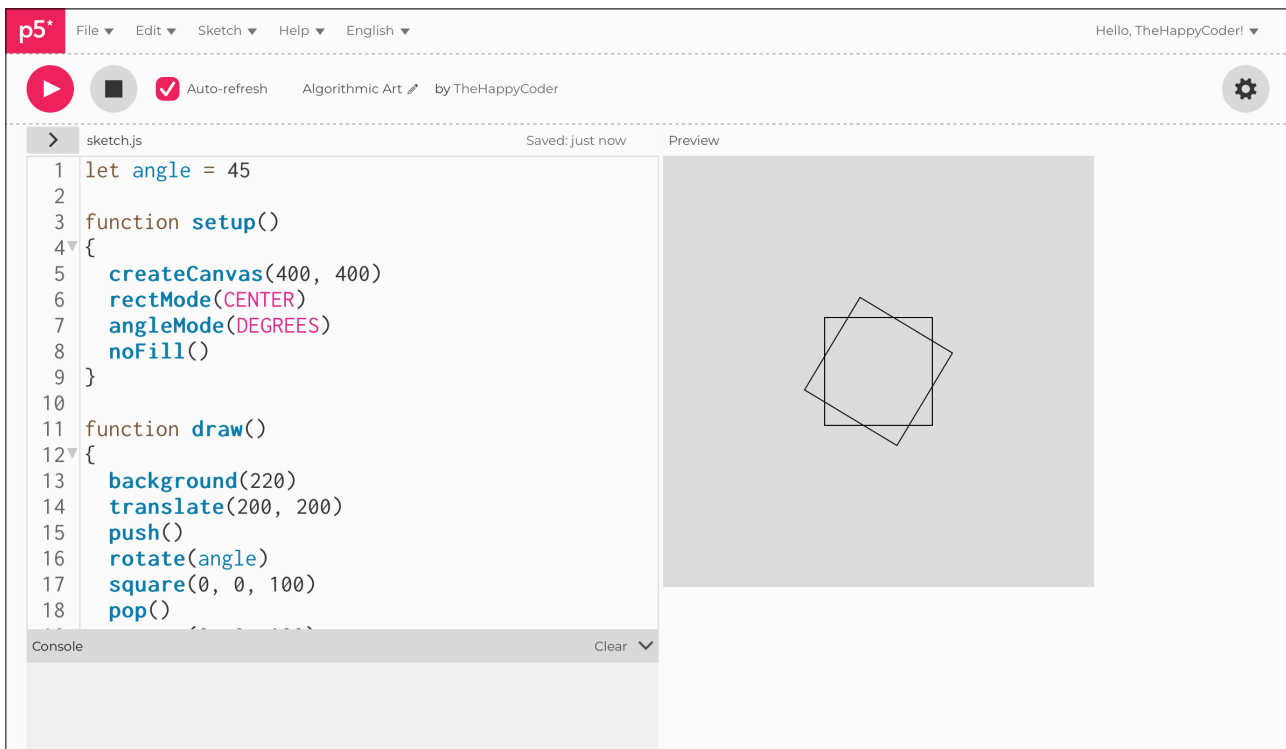 p5* File Edit Sketch Help English Hello, TheHappyCoder!
Auto-refresh Algorithmic Art by TheHappyCoder
sketch.js Saved: just now Preview
1 let angle = 45
2
3 function setup()
4 {
5 createCanvas(400, 400)
6 rectMode(CENTER)
7 angleMode(DEGREES)
8 noFill()
9 }
10
11 function draw()
12 {
13 background(220)
14 translate(200, 200)
15 push()
16 rotate(angle)
17 square(0, 0, 100)
18 pop()
Console Clear